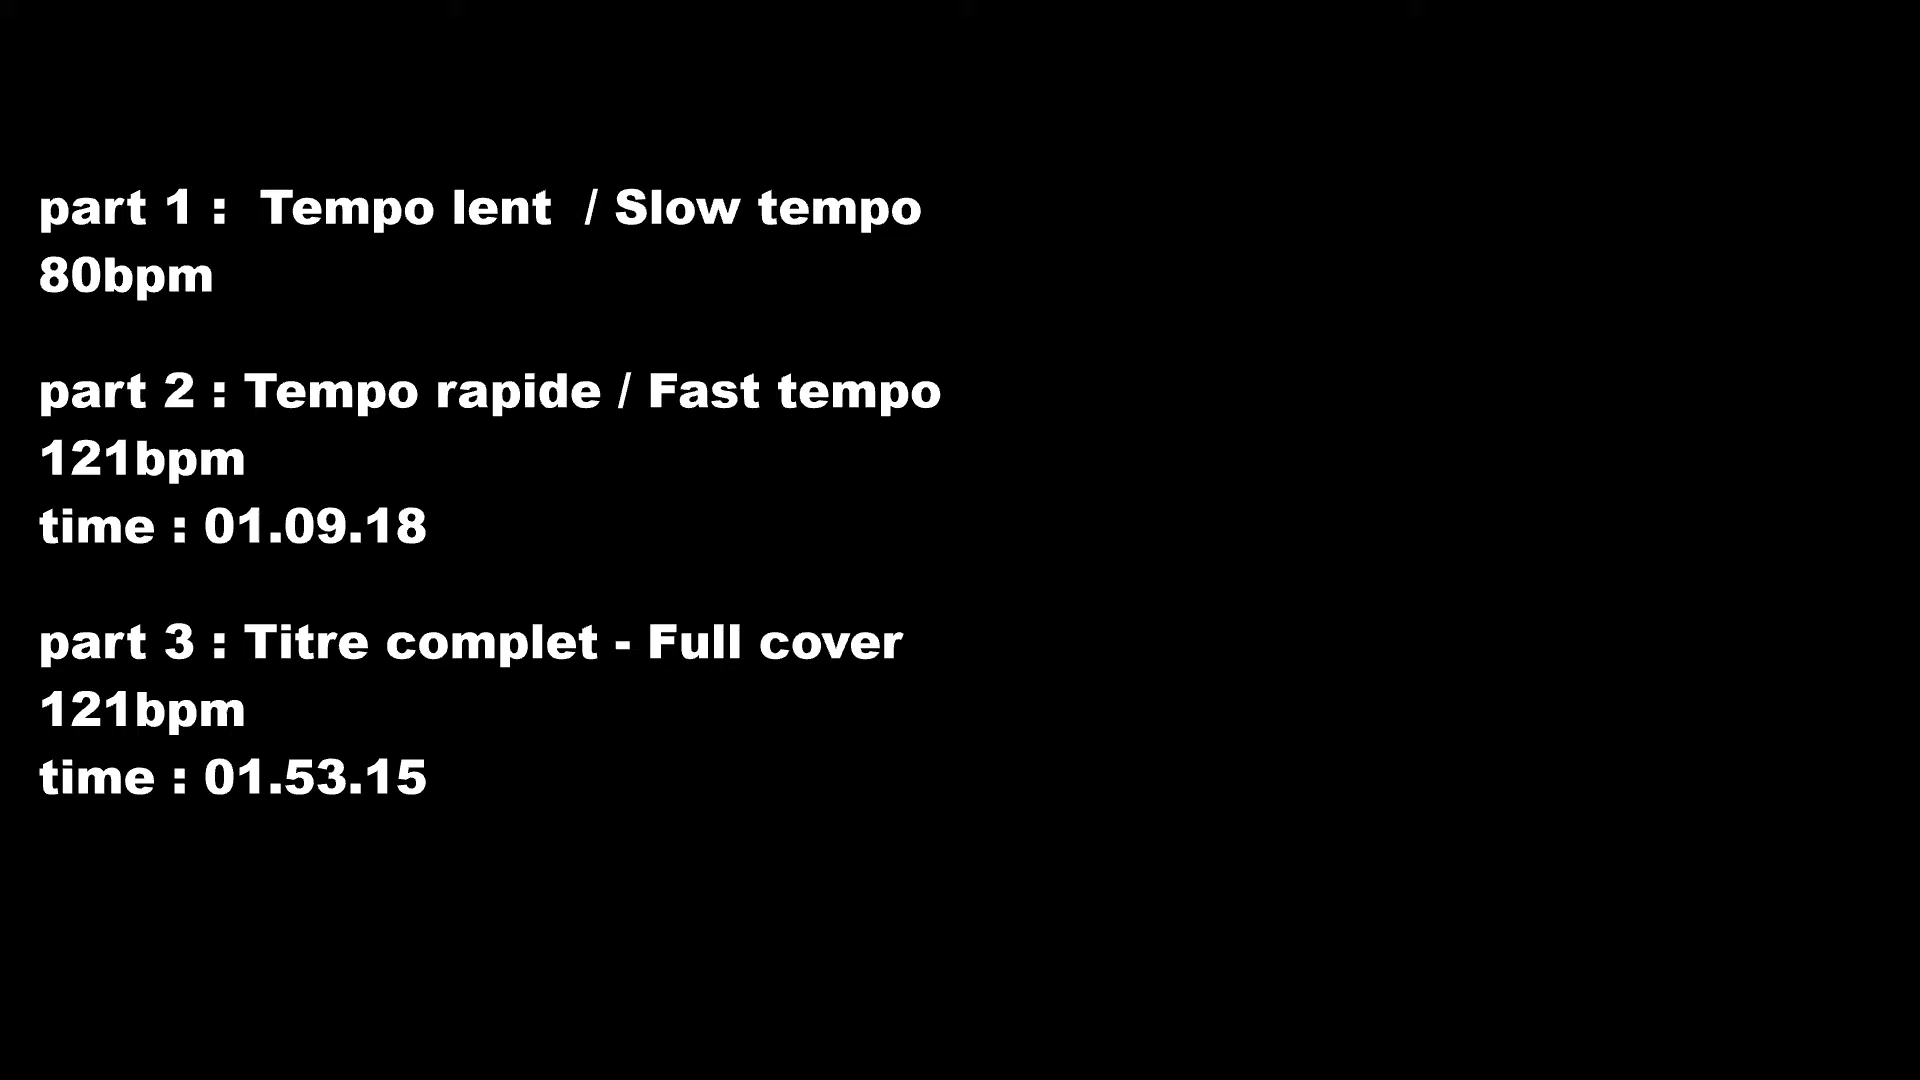 part 1 :  Tempo lent  / Slow tempo
80bpm
part 2 : Tempo rapide / Fast tempo
121bpm
time : 01.09.18
part 3 : Titre complet - Full cover
121bpm
time : 01.53.15